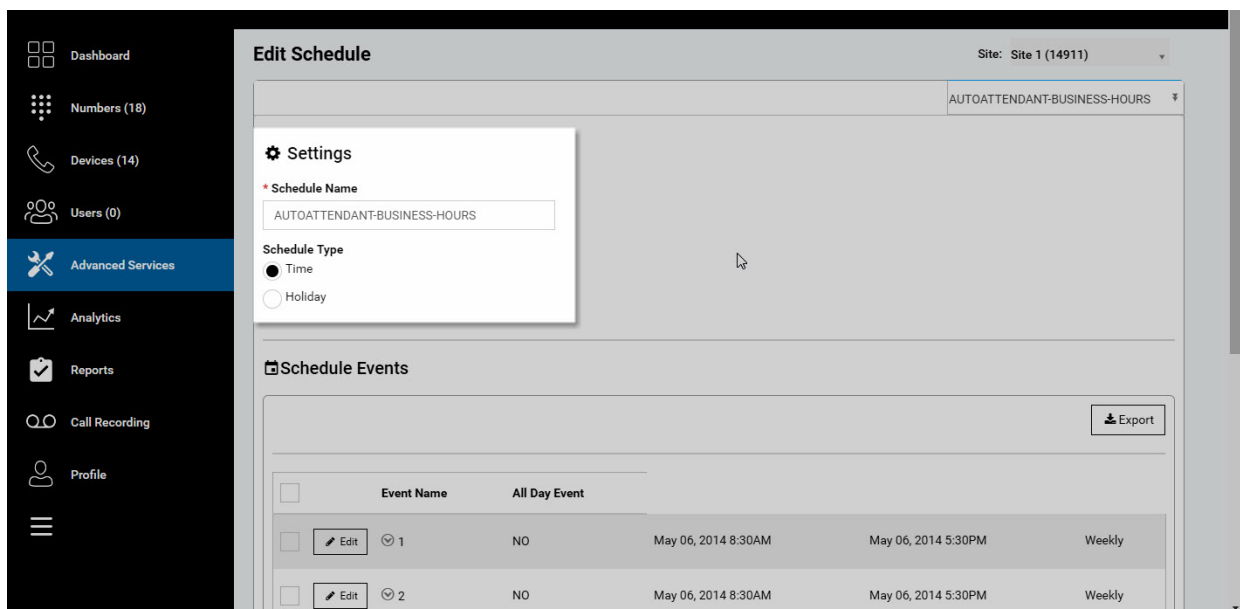 Dashboard
Numbers (18)
Devices (14)
Users (0)
Advanced Services
Analytics
Reports
Call Recording
Profile
Edit Schedule
Site: Site 1 (14911)
AUTOATTENDANT-BUSINESS-HOURS
Settings
* Schedule Name
AUTOATTENDANT-BUSINESS-HOURS
Schedule Type
Time
Holiday
Schedule Events
Export
Event Name All Day Event
Edit 1 NO May 06, 2014 8:30AM May 06, 2014 5:30PM Weekly
Edit 2 NO May 06, 2014 8:30AM May 06, 2014 5:30PM Weekly